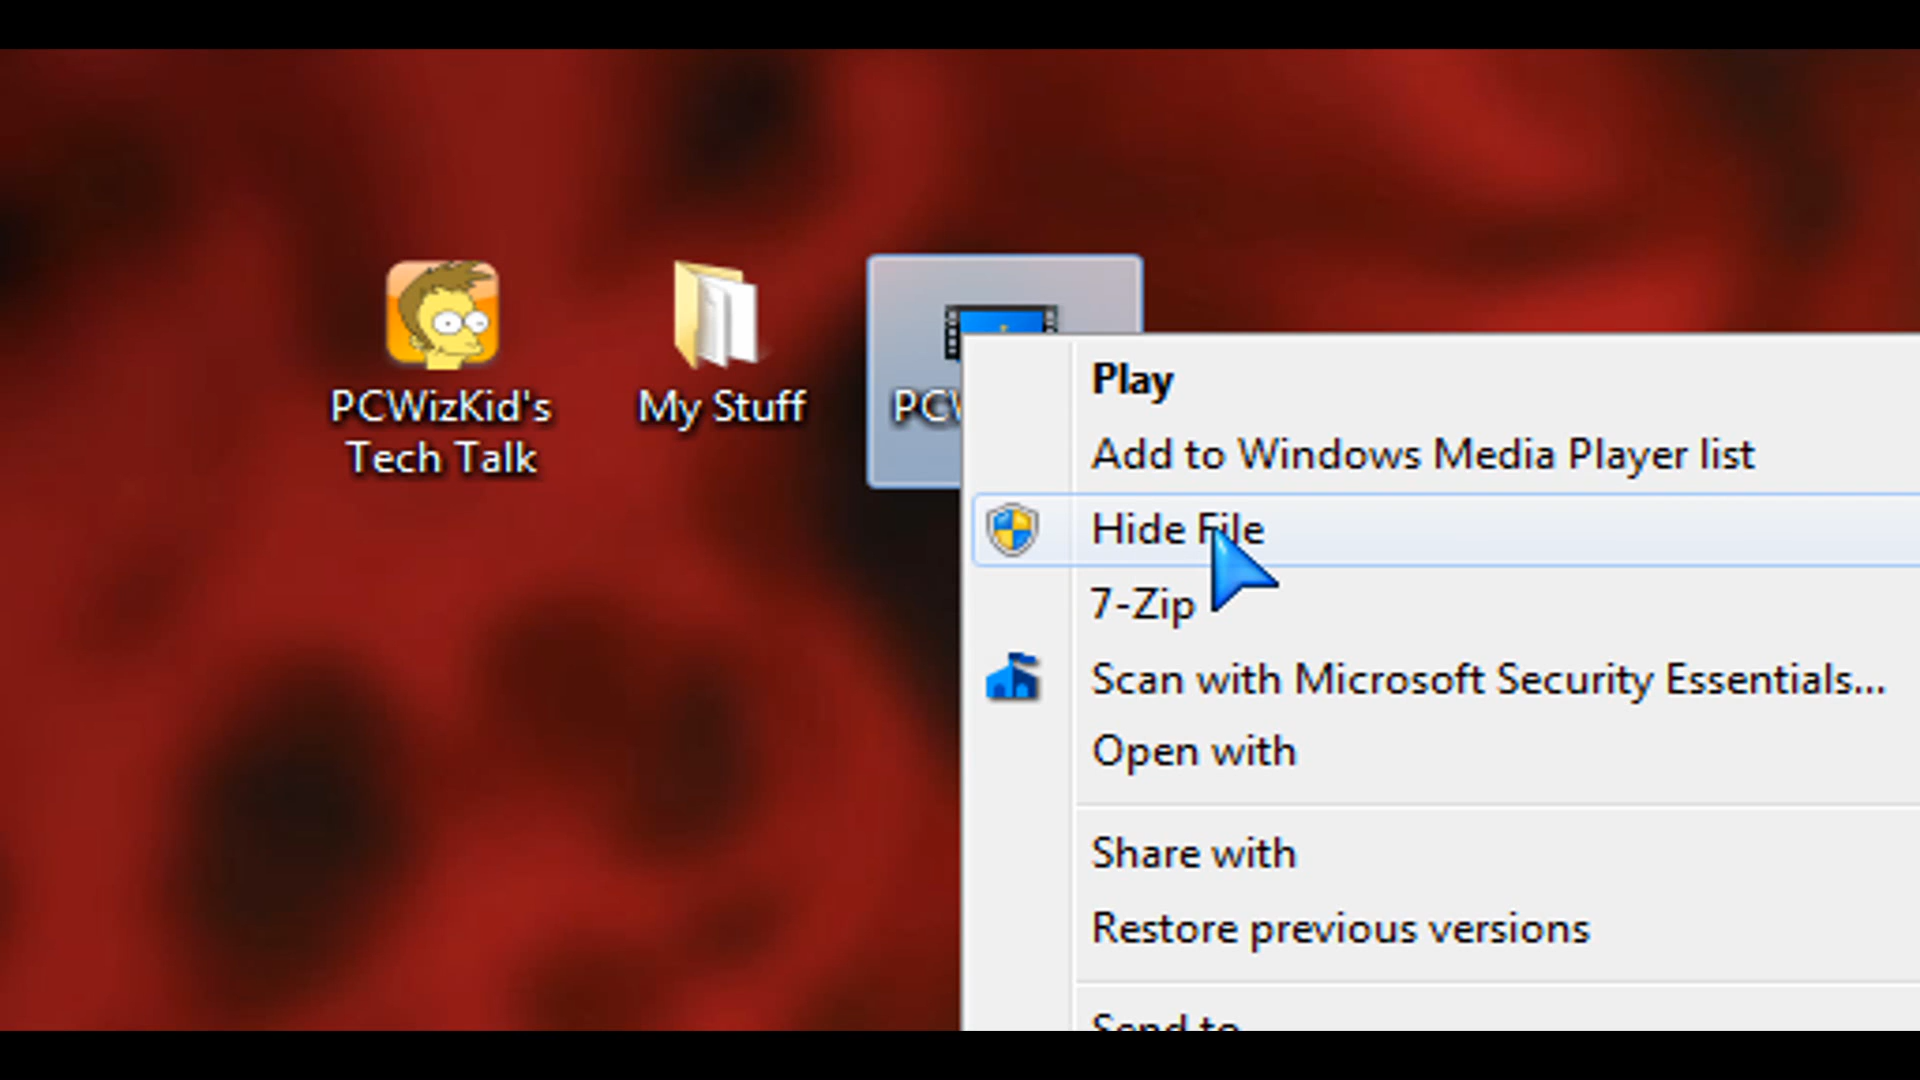 PCWizKid's
Tech Talk
My Stuff
Play
Add to Windows Media Player list
Hide File
7-Zip
Scan with Microsoft Security Essentials...
Open with
Share with
Restore previous versions
Send to